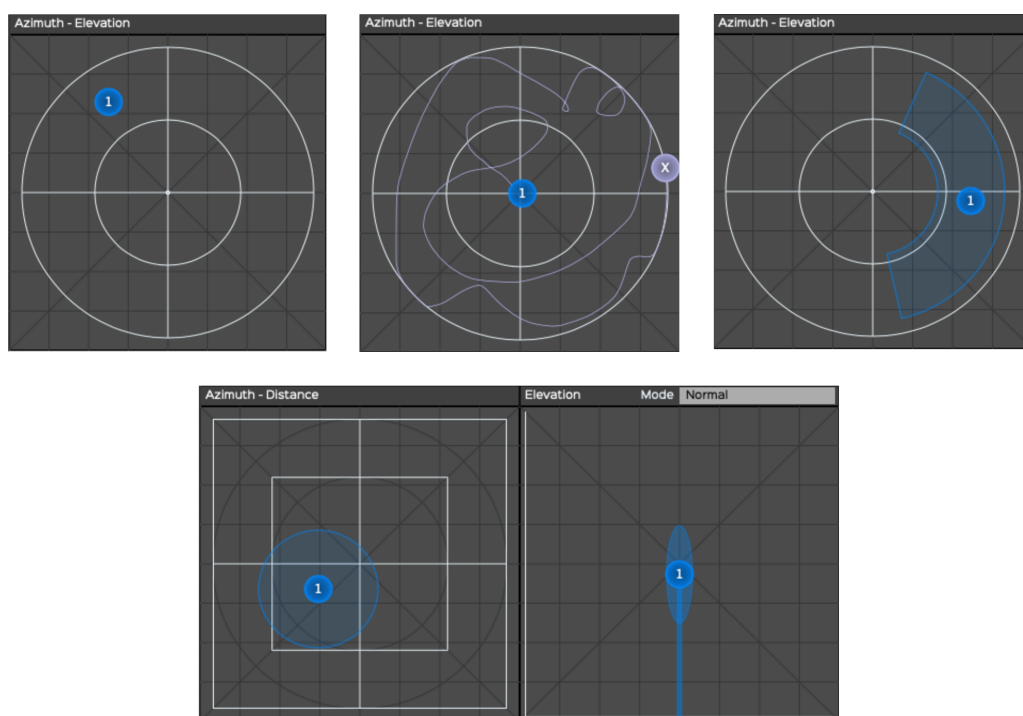 Azimuth - Elevation
1
Azimuth - Elevation
X
1
Azimuth - Elevation
1
Azimuth - Distance
1
Elevation Mode Normal
1